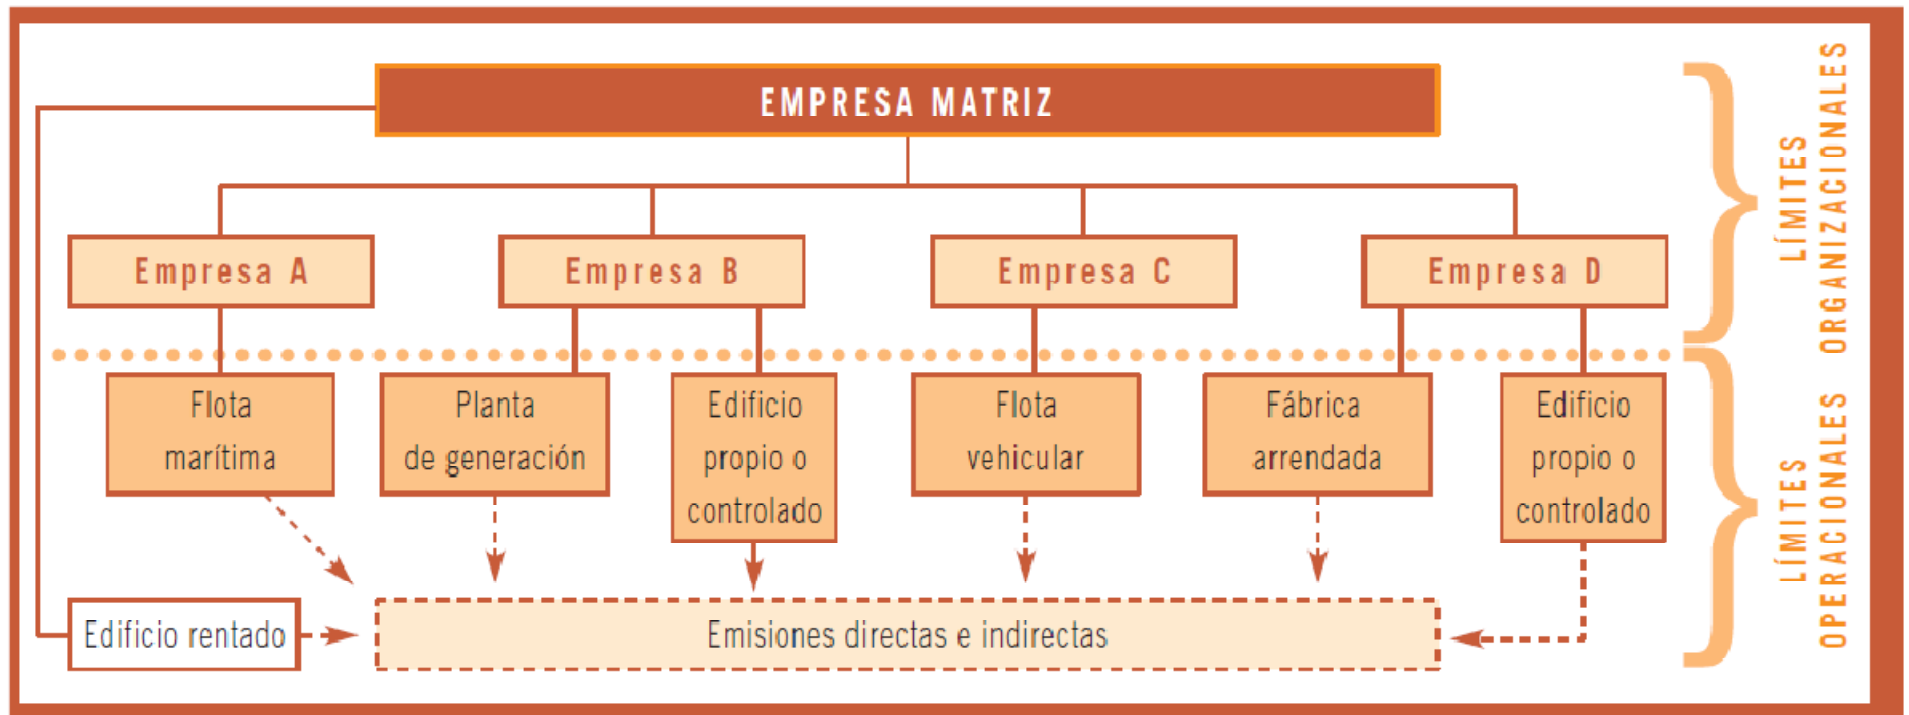 EMPRESA MATRIZ
Empresa A
Empresa B
Empresa C
Empresa D
Flota
marítima
Planta
de generación
Edificio
propio o
controlado
Flota
vehicular
Fábrica
arrendada
Edificio
propio o
controlado
Edificio rentado
Emisiones directas e indirectas
LÍMITES
ORGANIZACIONALES
LÍMITES
OPERACIONALES